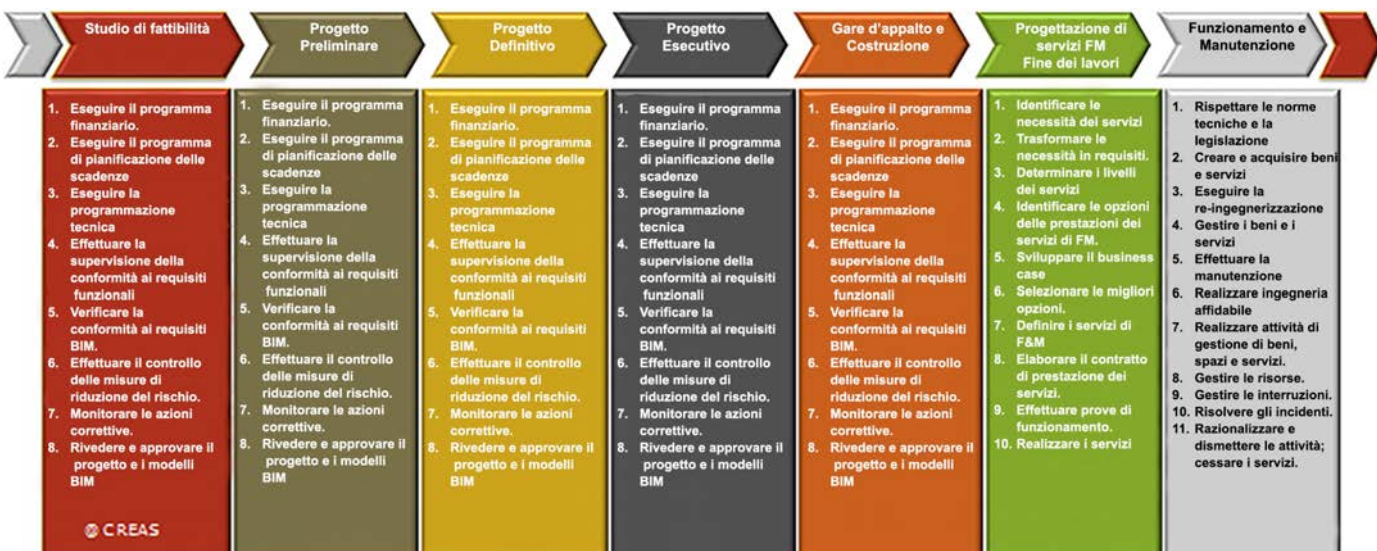 Studio di fattibilità
Progetto
Preliminare
Progetto
Definitivo
Progetto
Esecutivo
Gare d'appalto e
Costruzione
Progettazione di
servizi FM
Fine dei lavori
Funzionamento e
Manutenzione
1. Eseguire il programma
finanziario.
2. Eseguire il programma
di pianificazione delle
scadenze
3. Eseguire la
programmazione
tecnica
4. Effettuare la
supervisione della
conformità ai requisiti
funzionali
5. Verificare la
conformità ai requisiti
BIM.
6. Effettuare il controllo
delle misure di
riduzione del rischio.
7. Monitorare le azioni
correttive.
8. Rivedere e approvare il
progetto e i modelli
BIM
CREAS
1. Eseguire il programma
finanziario.
2. Eseguire il programma
di pianificazione delle
scadenze
3. Eseguire la
programmazione
tecnica
4. Effettuare la
supervisione della
conformità ai requisiti
funzionali
5. Verificare la
conformità ai requisiti
BIM.
6. Effettuare il controllo
delle misure di
riduzione del rischio.
7. Monitorare le azioni
correttive.
8. Rivedere e approvare il
progetto e i modelli
BIM
1. Eseguire il programma
finanziario.
2. Eseguire il programma
di pianificazione delle
scadenze
3. Eseguire la
programmazione
tecnica
4. Effettuare la
supervisione della
conformità ai requisiti
funzionali
5. Verificare la
conformità ai requisiti
BIM.
6. Effettuare il controllo
delle misure di
riduzione del rischio.
7. Monitorare le azioni
correttive.
8. Rivedere e approvare il
progetto e i modelli
BIM
1. Eseguire il programma
finanziario.
2. Eseguire il programma
di pianificazione delle
scadenze
3. Eseguire la
programmazione
tecnica
4. Effettuare la
supervisione della
conformità ai requisiti
funzionali
5. Verificare la
conformità ai requisiti
BIM.
6. Effettuare il controllo
delle misure di
riduzione del rischio.
7. Monitorare le azioni
correttive.
8. Rivedere e approvare il
progetto e i modelli
BIM
1. Eseguire il programma
finanziario.
2. Eseguire il programma
di pianificazione delle
scadenze
3. Eseguire la
programmazione
tecnica
4. Effettuare la
supervisione della
conformità ai requisiti
funzionali
5. Verificare la
conformità ai requisiti
BIM.
6. Effettuare il controllo
delle misure di
riduzione del rischio.
7. Monitorare le azioni
correttive.
8. Rivedere e approvare il
progetto e i modelli
BIM
1. Identificare le
necessità dei servizi
2. Trasformare le
necessità in requisiti.
3. Determinare i livelli
dei servizi
4. Identificare le opzioni
delle prestazioni dei
servizi di FM.
5. Sviluppare il business
case
6. Selezionare le migliori
opzioni.
7. Definire i servizi di
F&M
8. Elaborare il contratto
di prestazione dei
servizi.
9. Effettuare prove di
funzionamento.
10. Realizzare i servizi
1. Rispettare le norme
tecniche e la
legislazione
2. Creare e acquisire beni
e servizi
3. Eseguire la
re-ingegnerizzazione
4. Gestire i beni e i
servizi
5. Effettuare la
manutenzione
6. Realizzare ingegneria
affidabile
7. Realizzare attività di
gestione di beni,
spazi e servizi.
8. Gestire le risorse.
9. Gestire le interruzioni.
10. Risolvere gli incidenti.
11. Razionalizzare e
dismettere le attività;
cessare i servizi.